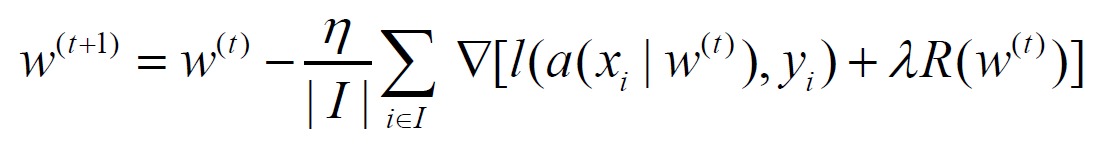 w^{(t+1)} = w^{(t)} - \frac{\eta}{|I|} \sum_{i \in I} \nabla[l(a(x_i | w^{(t)}), y_i) + \lambda R(w^{(t)})]